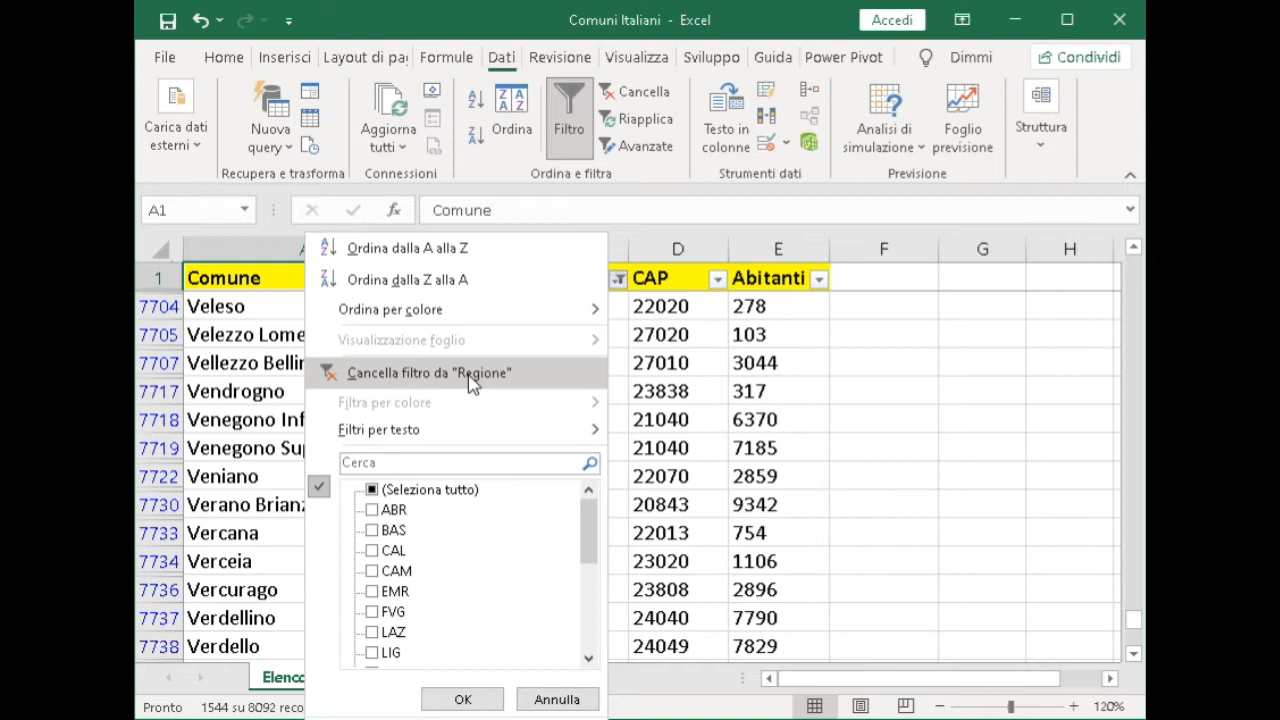 Comuni Italiani - Excel
Accedi
File Home Inserisci Layout di pa Formule Dati Revisione Visualizza Sviluppo Guida Power Pivot Dimmi Condividi
Carica dati esterni
Nuova query
Recupera e trasforma
Aggiorna tutti
Connessioni
Ordina
Filtro
Cancella
Riapplica
Avanzate
Ordina e filtra
Testo in colonne
Strumenti dati
Analisi di simulazione
Foglio previsione
Previsione
Struttura
A1 fx Comune
D E F G H
1 Comune CAP Abitanti
7704 Veleso 22020 278
7705 Velezzo Lome 27020 103
7707 Vellezzo Bellin 27010 3044
7717 Vendrogno 23838 317
7718 Venegono Inf 21040 6370
7719 Venegono Sup 21040 7185
7722 Veniano 22070 2859
7730 Verano Brianz 20843 9342
7733 Vercana 22013 754
7734 Verceia 23020 1106
7736 Vercurago 23808 2896
7737 Verdellino 24040 7790
7738 Verdello 24049 7829
Ordina dalla A alla Z
Ordina dalla Z alla A
Ordina per colore
Visualizzazione foglio
Cancella filtro da "Regione"
Filtra per colore
Filtri per testo
Cerca
(Seleziona tutto)
ABR
BAS
CAL
CAM
EMR
FVG
LAZ
LIG
OK Annulla
Elenco
Pronto 1544 su 8092 reco 120%